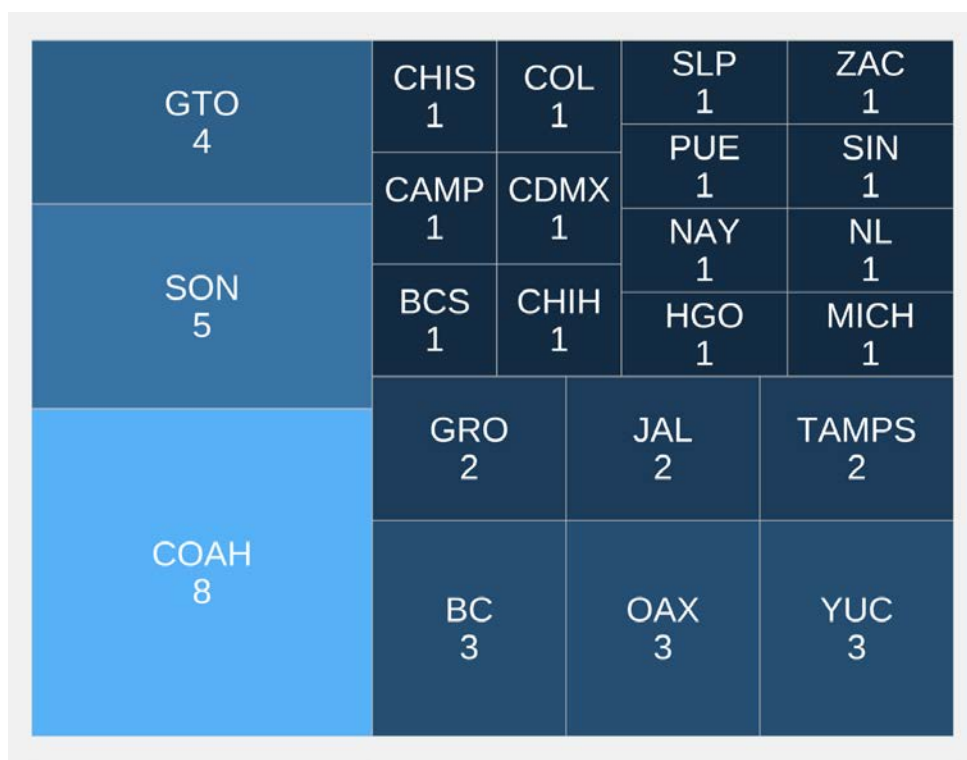 GTO
4
SON
5
COAH
8
CHIS
1
COL
1
CAMP
1
CDMX
1
BCS
1
CHIH
1
SLP
1
ZAC
1
PUE
1
SIN
1
NAY
1
NL
1
HGO
1
MICH
1
GRO
2
JAL
2
TAMPS
2
BC
3
OAX
3
YUC
3